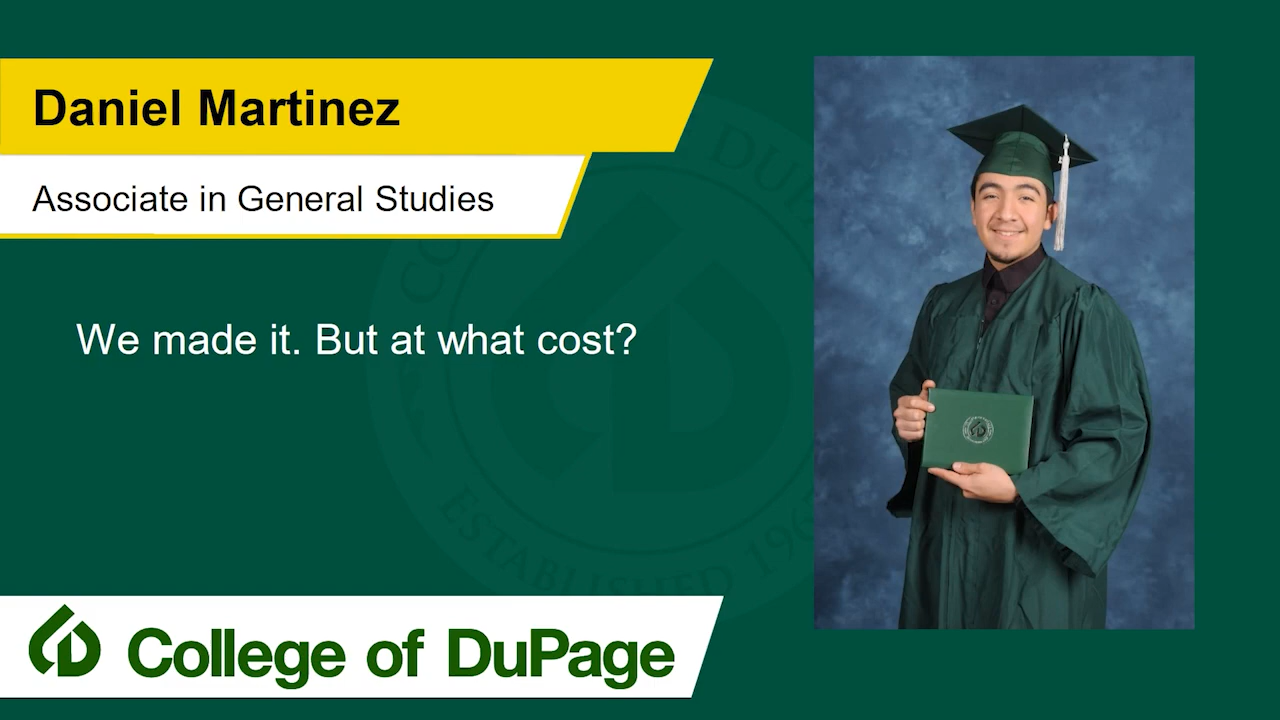 Daniel Martinez
Associate in General Studies
We made it. But at what cost?
College of DuPage